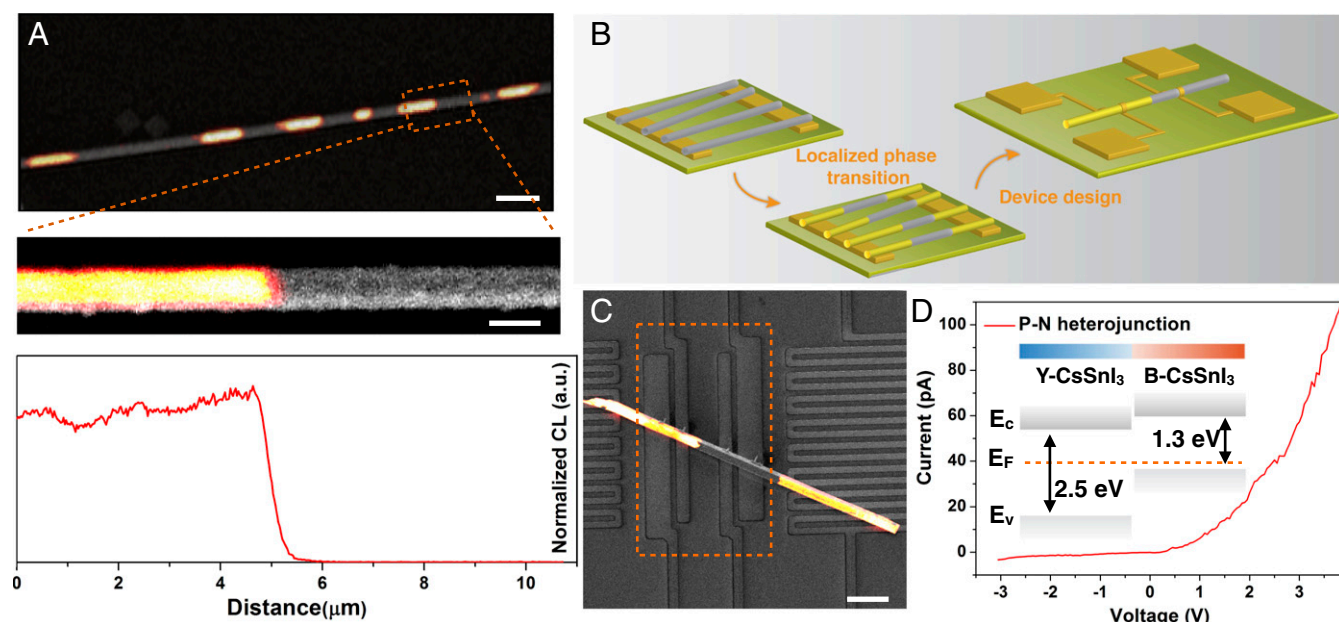 A
B
Localized phase
transition
Device design
Normalized CL (a.u.)
0 2 4 6 8 10
Distance(μm)
C
D
P-N heterojunction
Y-CsSnI₃ B-CsSnI₃
Eᴄ
1.3 eV
E_F
2.5 eV
Eᵥ
Current (pA)
100
80
60
40
20
0
-3 -2 -1 0 1 2 3
Voltage (V)